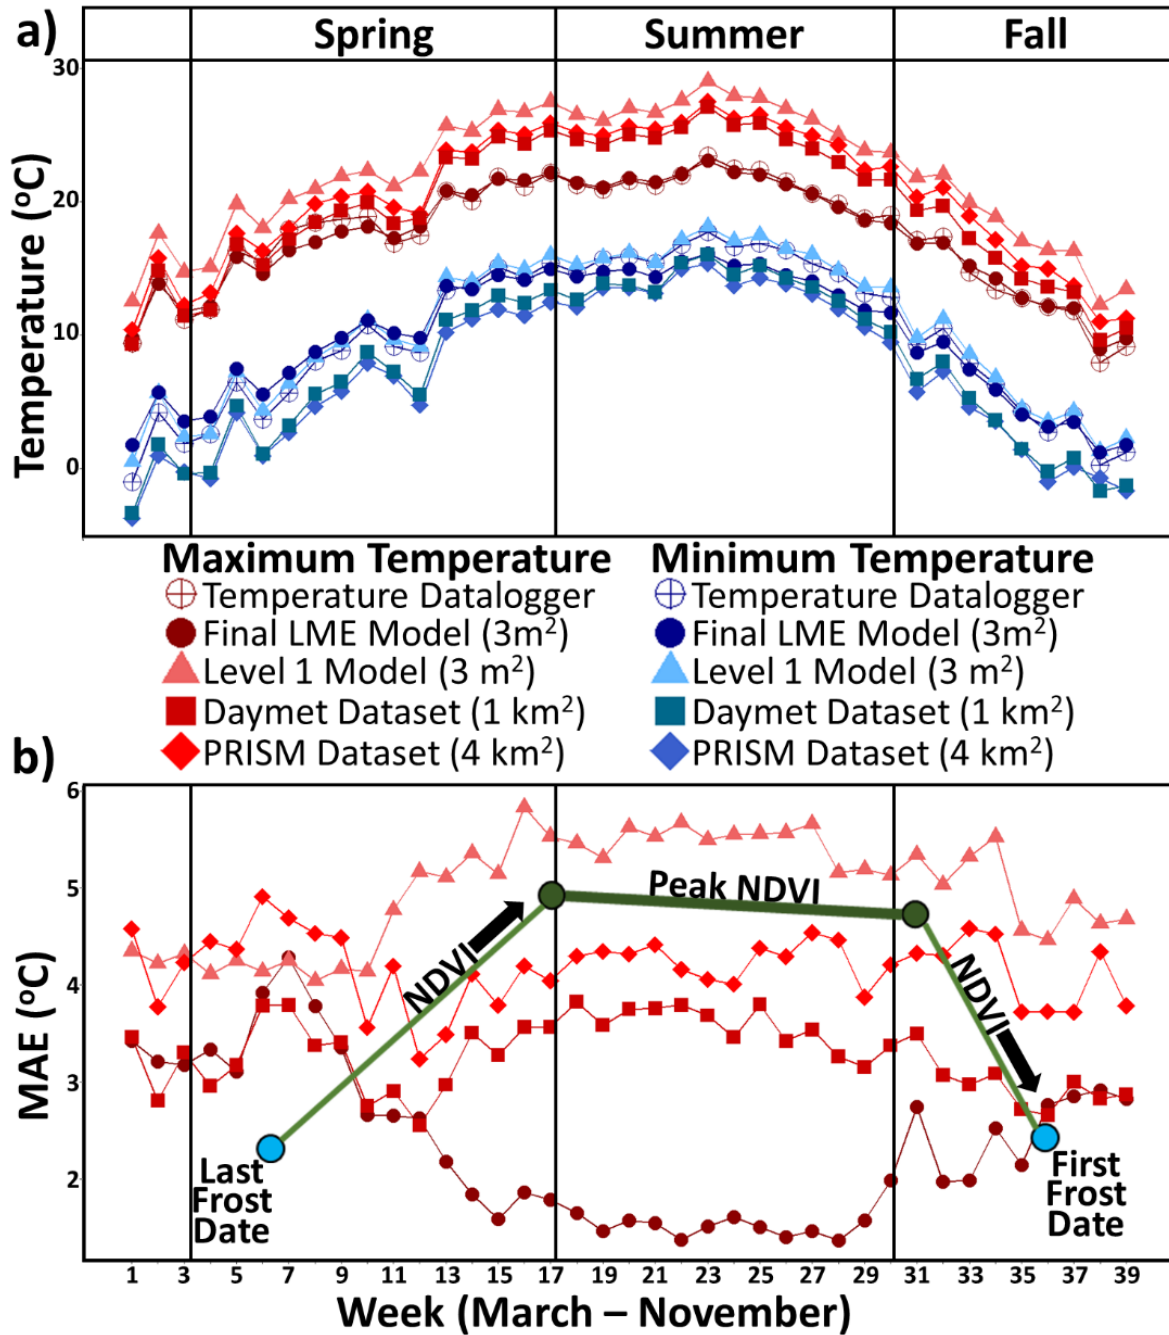 a)
Spring Summer Fall
30
20
10
0
Temperature (°C)
Maximum Temperature
Temperature Datalogger
Final LME Model (3m²)
Level 1 Model (3 m²)
Daymet Dataset (1 km²)
PRISM Dataset (4 km²)
Minimum Temperature
Temperature Datalogger
Final LME Model (3m²)
Level 1 Model (3 m²)
Daymet Dataset (1 km²)
PRISM Dataset (4 km²)
b)
6
5
4
3
2
MAE (°C)
NDVI
Peak NDVI
NDVI
Last
Frost
Date
First
Frost
Date
1 3 5 7 9 11 13 15 17 19 21 23 25 27 29 31 33 35 37 39
Week (March – November)